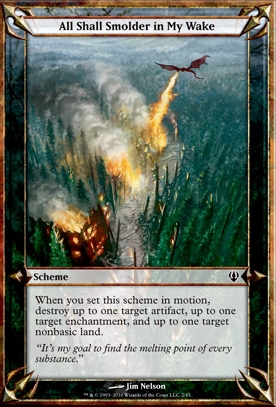 All Shall Smolder in My Wake
Scheme
When you set this scheme in motion,
destroy up to one target artifact, up to one
target enchantment, and up to one target
nonbasic land.
“It’s my goal to find the melting point of every
substance.”
Jim Nelson
™ & © 1993-2010 Wizards of the Coast LLC 2/45